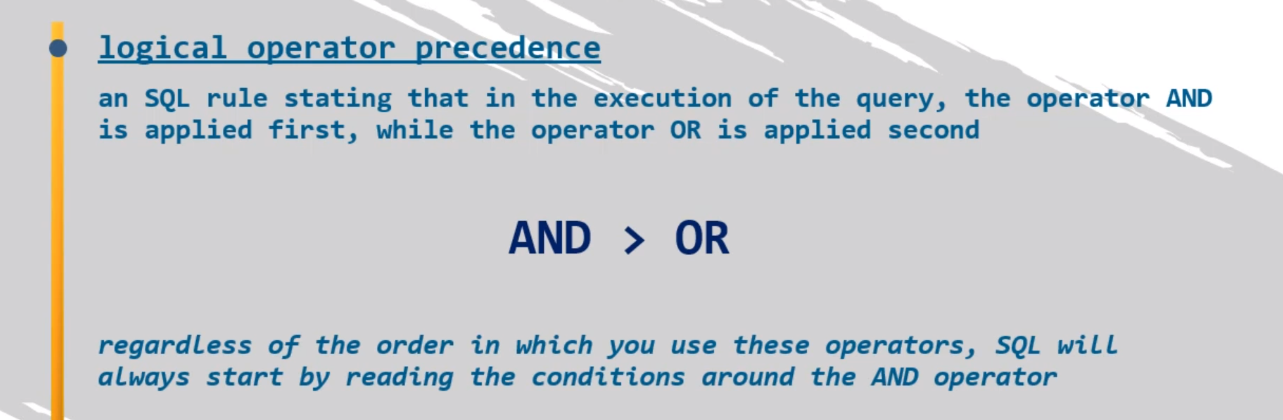 logical operator precedence
an SQL rule stating that in the execution of the query, the operator AND
is applied first, while the operator OR is applied second
AND > OR
regardless of the order in which you use these operators, SQL will
always start by reading the conditions around the AND operator